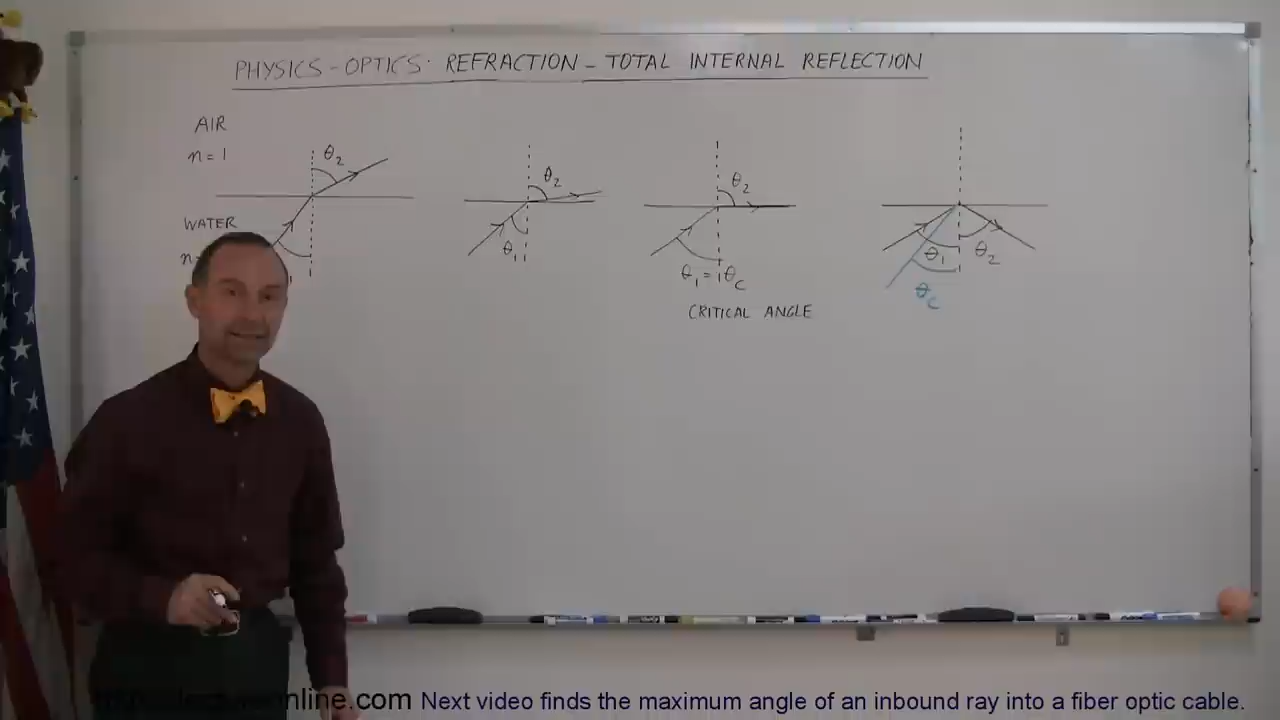 PHYSICS - OPTICS: REFRACTION - TOTAL INTERNAL REFLECTION
AIR
n = 1
WATER
n=
θ2
θ2
θ1
θ2
θ1 = θC
CRITICAL ANGLE
θ1
θ2
θC
online.com Next video finds the maximum angle of an inbound ray into a fiber optic cable.